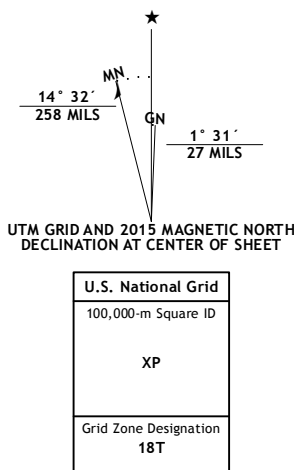 MN
14° 32´
258 MILS
GN
1° 31´
27 MILS
UTM GRID AND 2015 MAGNETIC NORTH
DECLINATION AT CENTER OF SHEET
U.S. National Grid
100,000-m Square ID
XP
Grid Zone Designation
18T